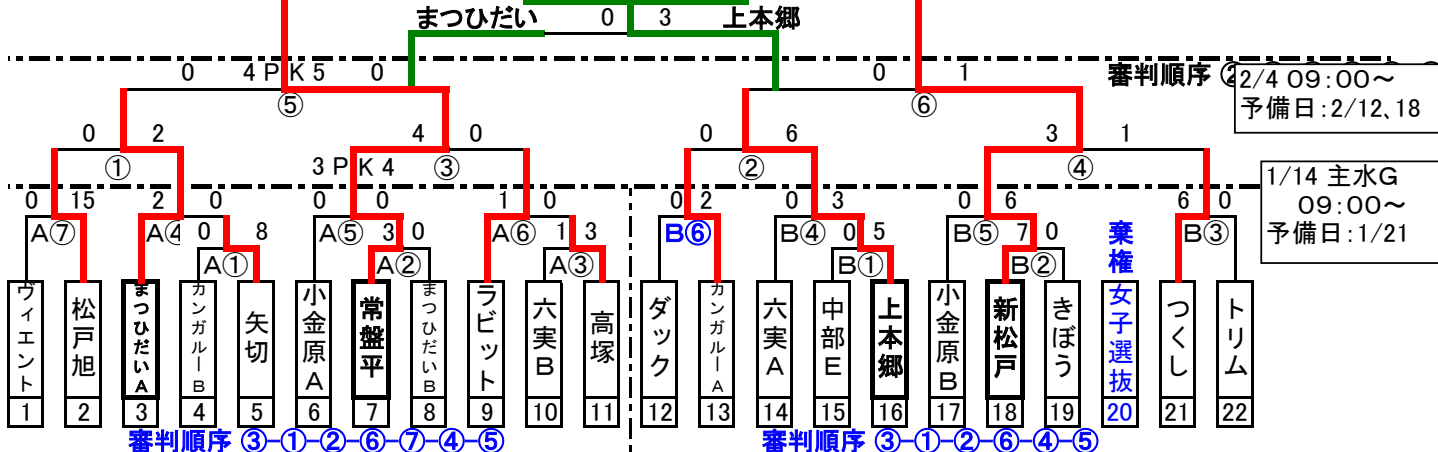 まつひだい 0 3 上本郷
0 4 P K 5 0 0 1 審判順序 ②
⑤ ⑥
2/4 09:00～
予備日:2/12、18
0 2 4 0 0 6 3 1
① 3 P K 4 ③ ② ④
1/14 主水G
09:00～
予備日:1/21
0 15 2 0 0 0 1 0 0 2 0 3 0 6 6 0
A⑦ A④ 0 8 A⑤ 3 0 A⑥ 1 3 B⑥ B④ 0 5 B⑤ 7 0 棄権 B③
A① A② A③ B① B②
ヴィエント
松戸旭
まつひだいA
カンガルーB
矢切
小金原A
常盤平
まつひだいB
ラビット
六実B
高塚
ダック
カンガルーA
六実A
中部E
上本郷
小金原B
新松戸
きぼう
女子選抜
つくし
トリム
1 2 3 4 5 6 7 8 9 10 11 12 13 14 15 16 17 18 19 20 21 22
審判順序 ③-①-②-⑥-⑦-④-⑤ 審判順序 ③-①-②-⑥-④-⑤